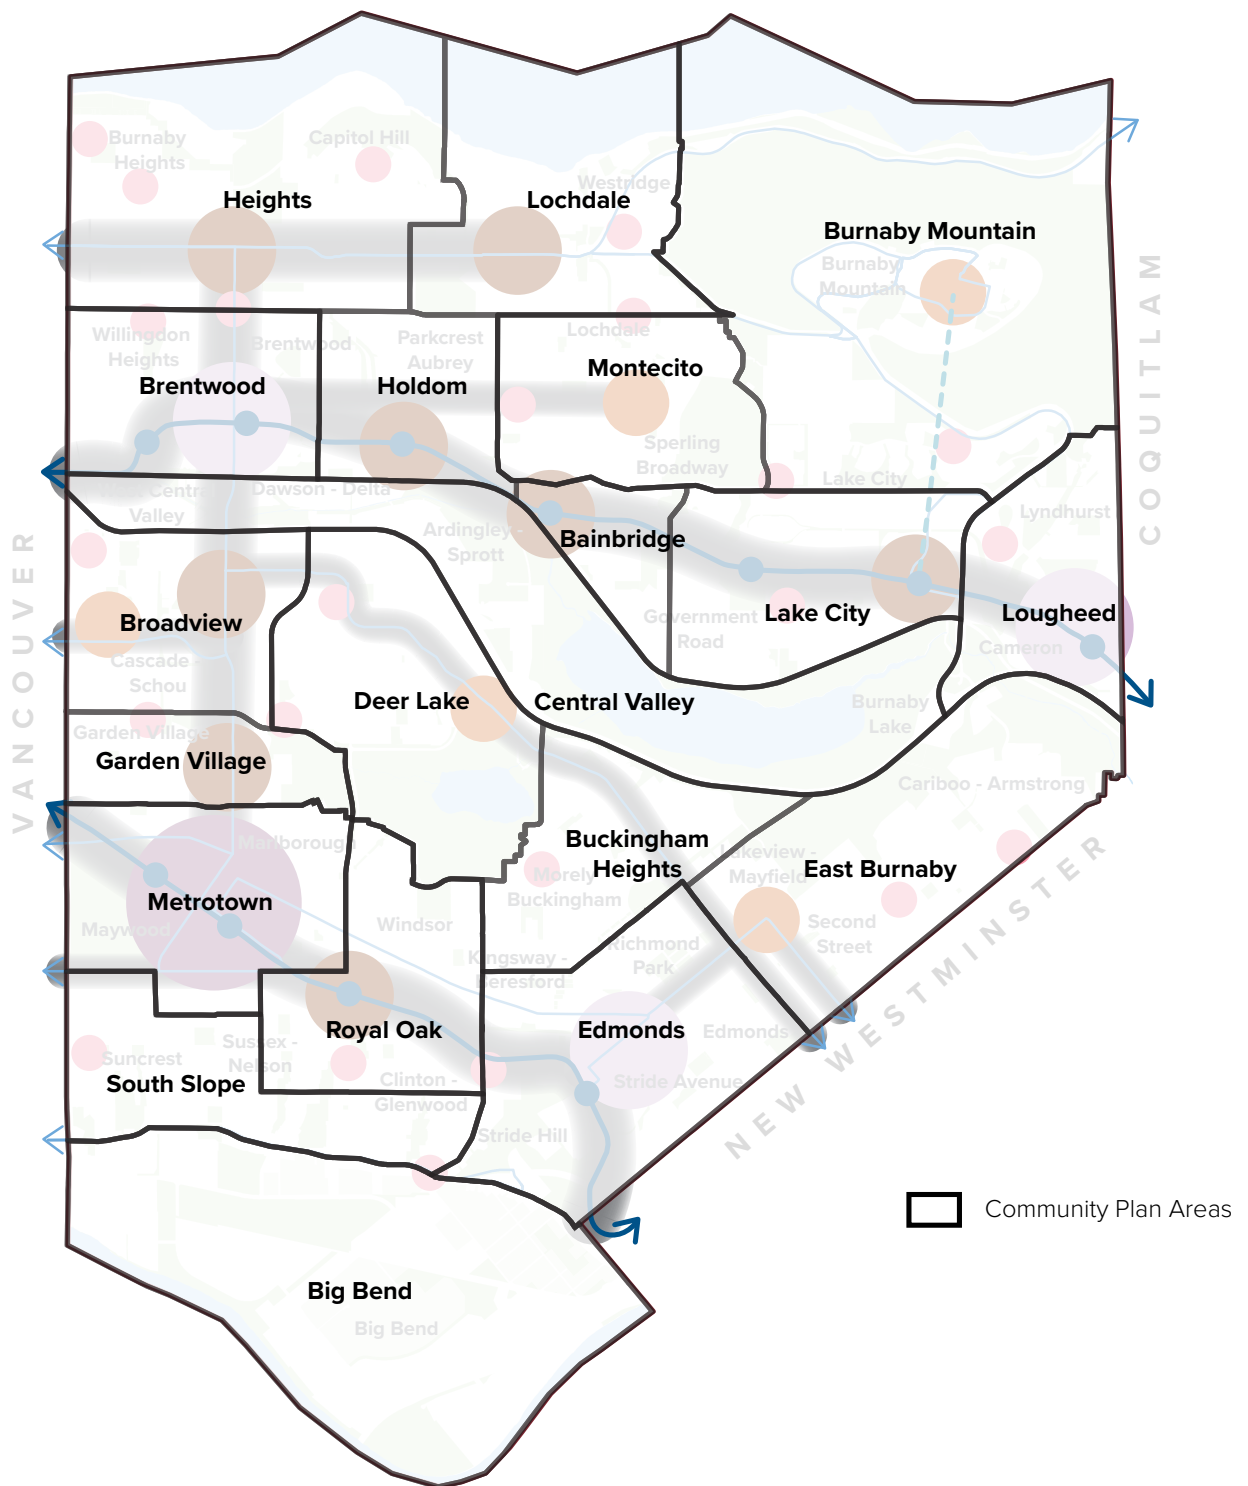 Burnaby
Heights
Capitol Hill
Westridge
Heights
Lochdale
Burnaby Mountain
Burnaby
Mountain
COQUITLAM
Willingdon
Heights
Brentwood
Parkcrest
Aubrey
Lochdale
Brentwood
Holdom
Montecito
Sperling
Broadway
Lake City
West Central
Valley
Dawson - Delta
Ardingley -
Sprott
Lyndhurst
Bainbridge
VANCOUVER
Broadview
Government
Road
Lake City
Lougheed
Cascade -
Schou
Cameron
Deer Lake
Central Valley
Burnaby
Lake
Garden Village
Garden Village
Cariboo - Armstrong
Marlborough
Buckingham
Heights
Lakeview -
Mayfield
East Burnaby
Morely
Buckingham
Metrotown
Maywood
Windsor
Second
Street
Kingsway -
Beresford
Richmond
Park
NEW WESTMINSTER
Royal Oak
Edmonds
Edmonds
Suncrest
Sussex -
Nelson
South Slope
Clinton -
Glenwood
Stride Avenue
Stride Hill
Community Plan Areas
Big Bend
Big Bend